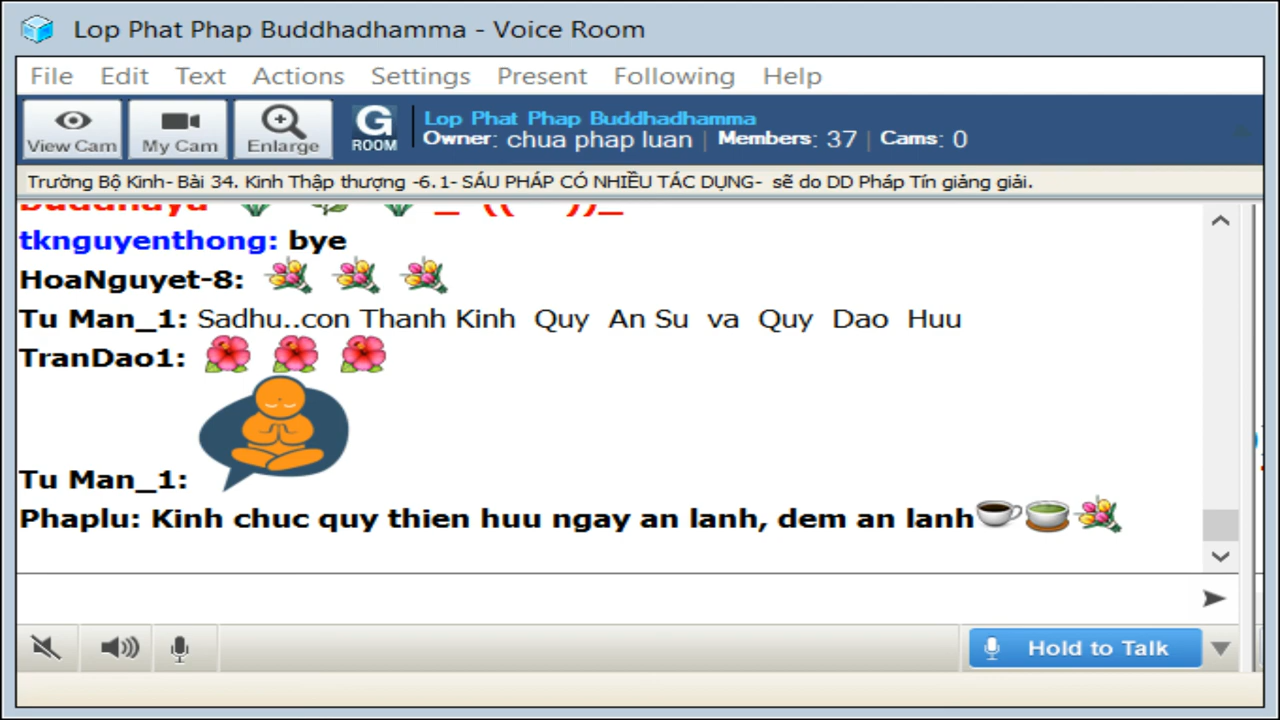 Lop Phat Phap Buddhadhamma - Voice Room
File Edit Text Actions Settings Present Following Help
View Cam My Cam Enlarge G ROOM
Lop Phat Phap Buddhadhamma
Owner: chua phap luan | Members: 37 | Cams: 0
Trường Bộ Kinh- Bài 34. Kinh Thập thượng -6.1- SÁU PHÁP CÓ NHIỀU TÁC DỤNG- sẽ do DD Pháp Tín giảng giải.
tknguyenthong: bye
HoaNguyet-8:
Tu Man_1: Sadhu..con Thanh Kinh Quy An Su va Quy Dao Huu
TranDao1:
Tu Man_1:
Phaplu: Kinh chuc quy thien huu ngay an lanh, dem an lanh
Hold to Talk